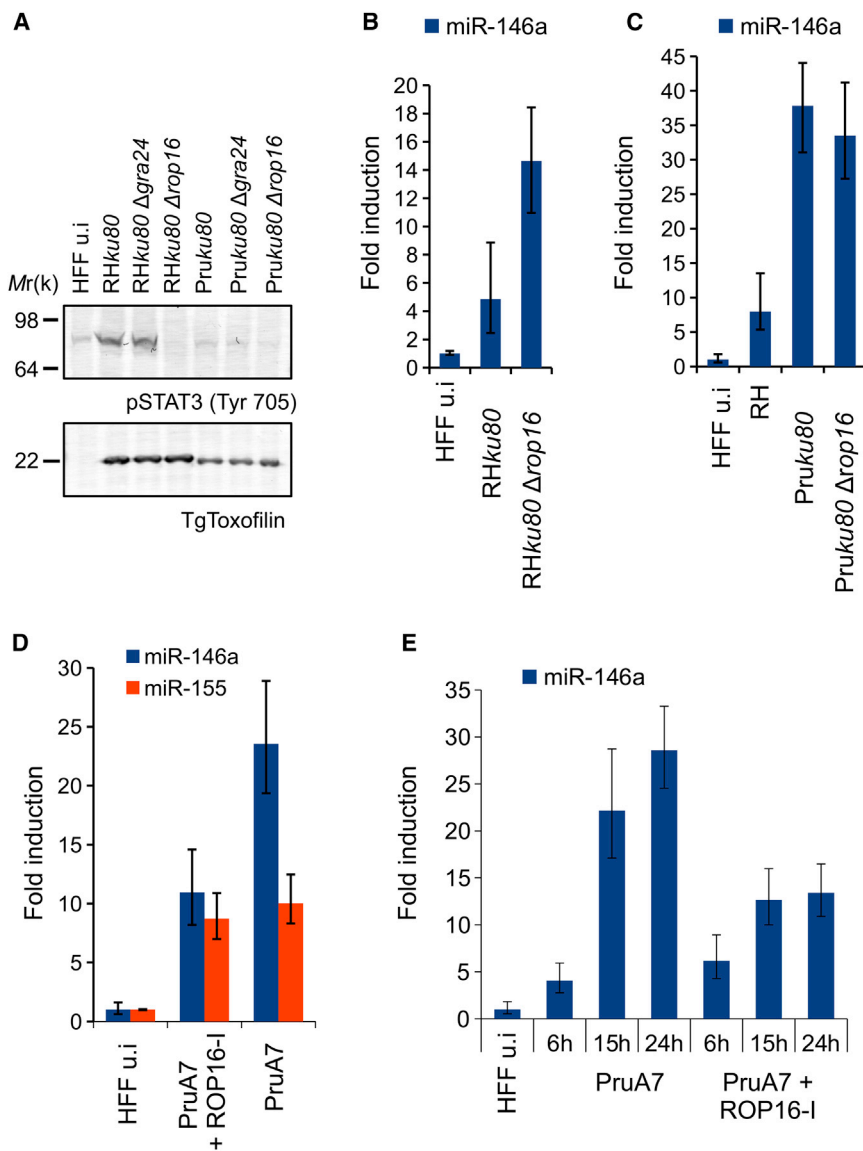 A
HFF u.i
RHku80
RHku80 Δgra24
RHku80 Δrop16
Pruku80
Pruku80 Δgra24
Pruku80 Δrop16
Mr(k)
98
64
pSTAT3 (Tyr 705)
22
TgToxofilin
B
miR-146a
Fold induction
20
18
16
14
12
10
8
6
4
2
0
HFF u.i
RHku80
RHku80 Δrop16
C
miR-146a
Fold induction
45
40
35
30
25
20
15
10
5
0
HFF u.i
RH
Pruku80
Pruku80 Δrop16
D
miR-146a
miR-155
Fold induction
30
25
20
15
10
5
0
HFF u.i
PruA7
+ ROP16-I
PruA7
E
miR-146a
Fold induction
35
30
25
20
15
10
5
0
HFF u.i
6h 15h 24h 6h 15h 24h
PruA7 PruA7 +
ROP16-I